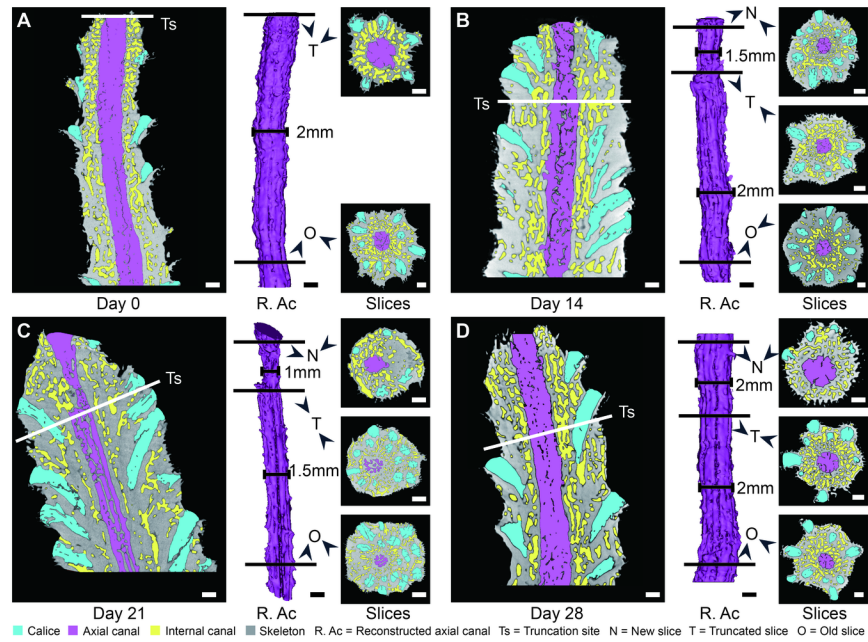 A
Ts
T
2mm
O
Day 0
R. Ac
Slices
B
Ts
N
1.5mm
T
2mm
O
Day 14
R. Ac
Slices
C
Ts
N
1mm
T
1.5mm
O
Day 21
R. Ac
Slices
D
Ts
N
2mm
T
2mm
O
Day 28
R. Ac
Slices
Calice Axial canal Internal canal Skeleton R. Ac = Reconstructed axial canal Ts = Truncation site N = New slice T = Truncated slice O = Old slice